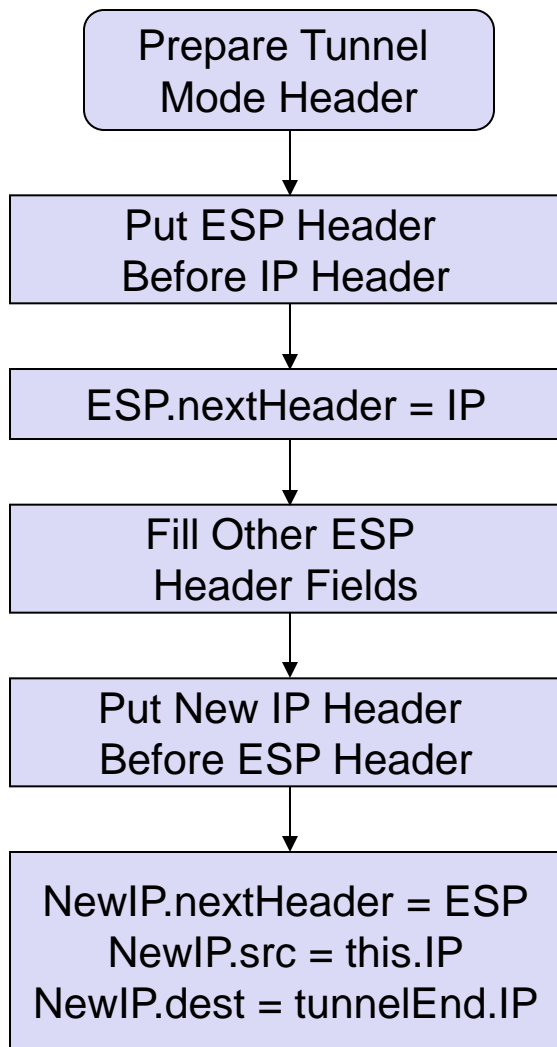 Prepare Tunnel
Mode Header
Put ESP Header
Before IP Header
ESP.nextHeader = IP
Fill Other ESP
Header Fields
Put New IP Header
Before ESP Header
NewIP.nextHeader = ESP
NewIP.src = this.IP
NewIP.dest = tunnelEnd.IP